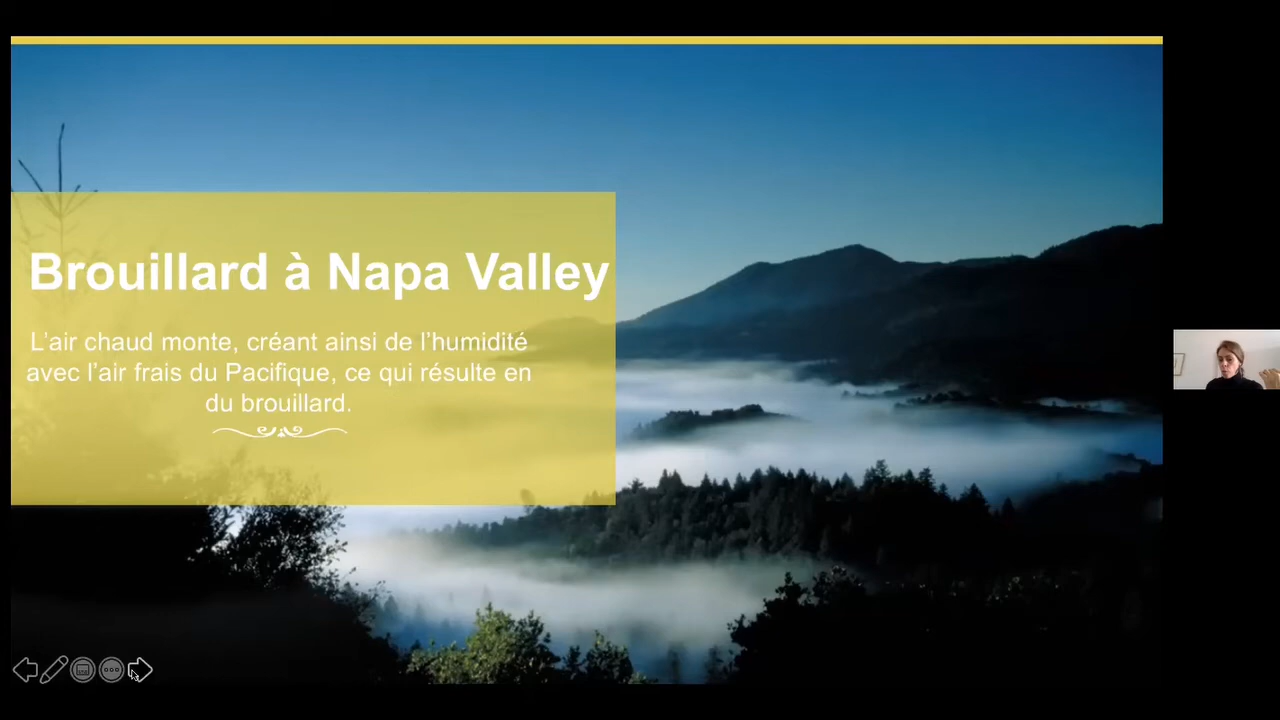 Brouillard à Napa Valley
L’air chaud monte, créant ainsi de l’humidité
avec l’air frais du Pacifique, ce qui résulte en
du brouillard.